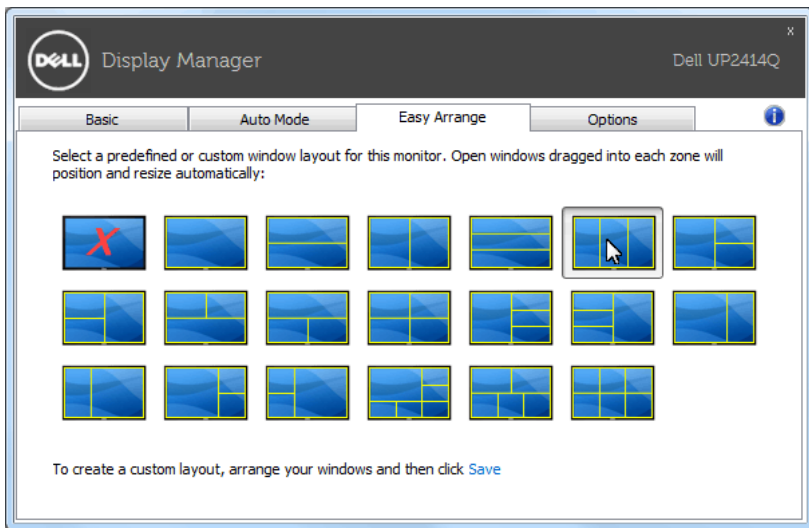 x
DELL Display Manager Dell UP2414Q
Basic Auto Mode Easy Arrange Options i
Select a predefined or custom window layout for this monitor. Open windows dragged into each zone will
position and resize automatically:
X
To create a custom layout, arrange your windows and then click Save